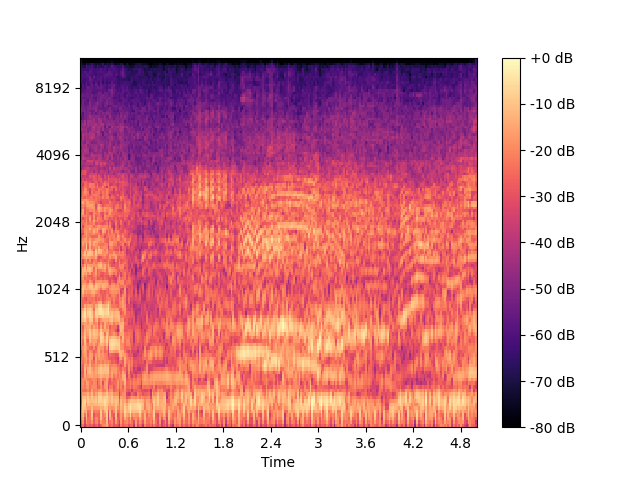 8192
4096
2048
1024
512
0
Hz
0 0.6 1.2 1.8 2.4 3 3.6 4.2 4.8
Time
+0 dB
-10 dB
-20 dB
-30 dB
-40 dB
-50 dB
-60 dB
-70 dB
-80 dB